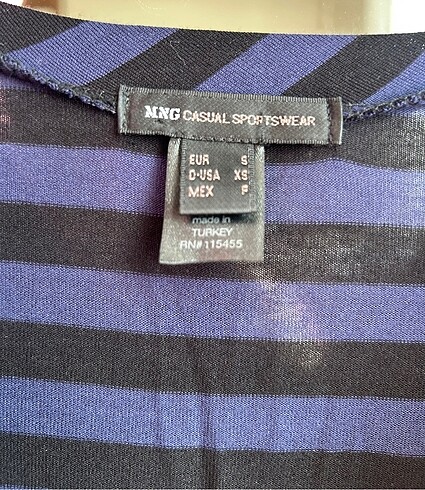 MNG CASUAL SPORTSWEAR
EUR S
D-USA XS
MEX F
made in
TURKEY
RN# 115455